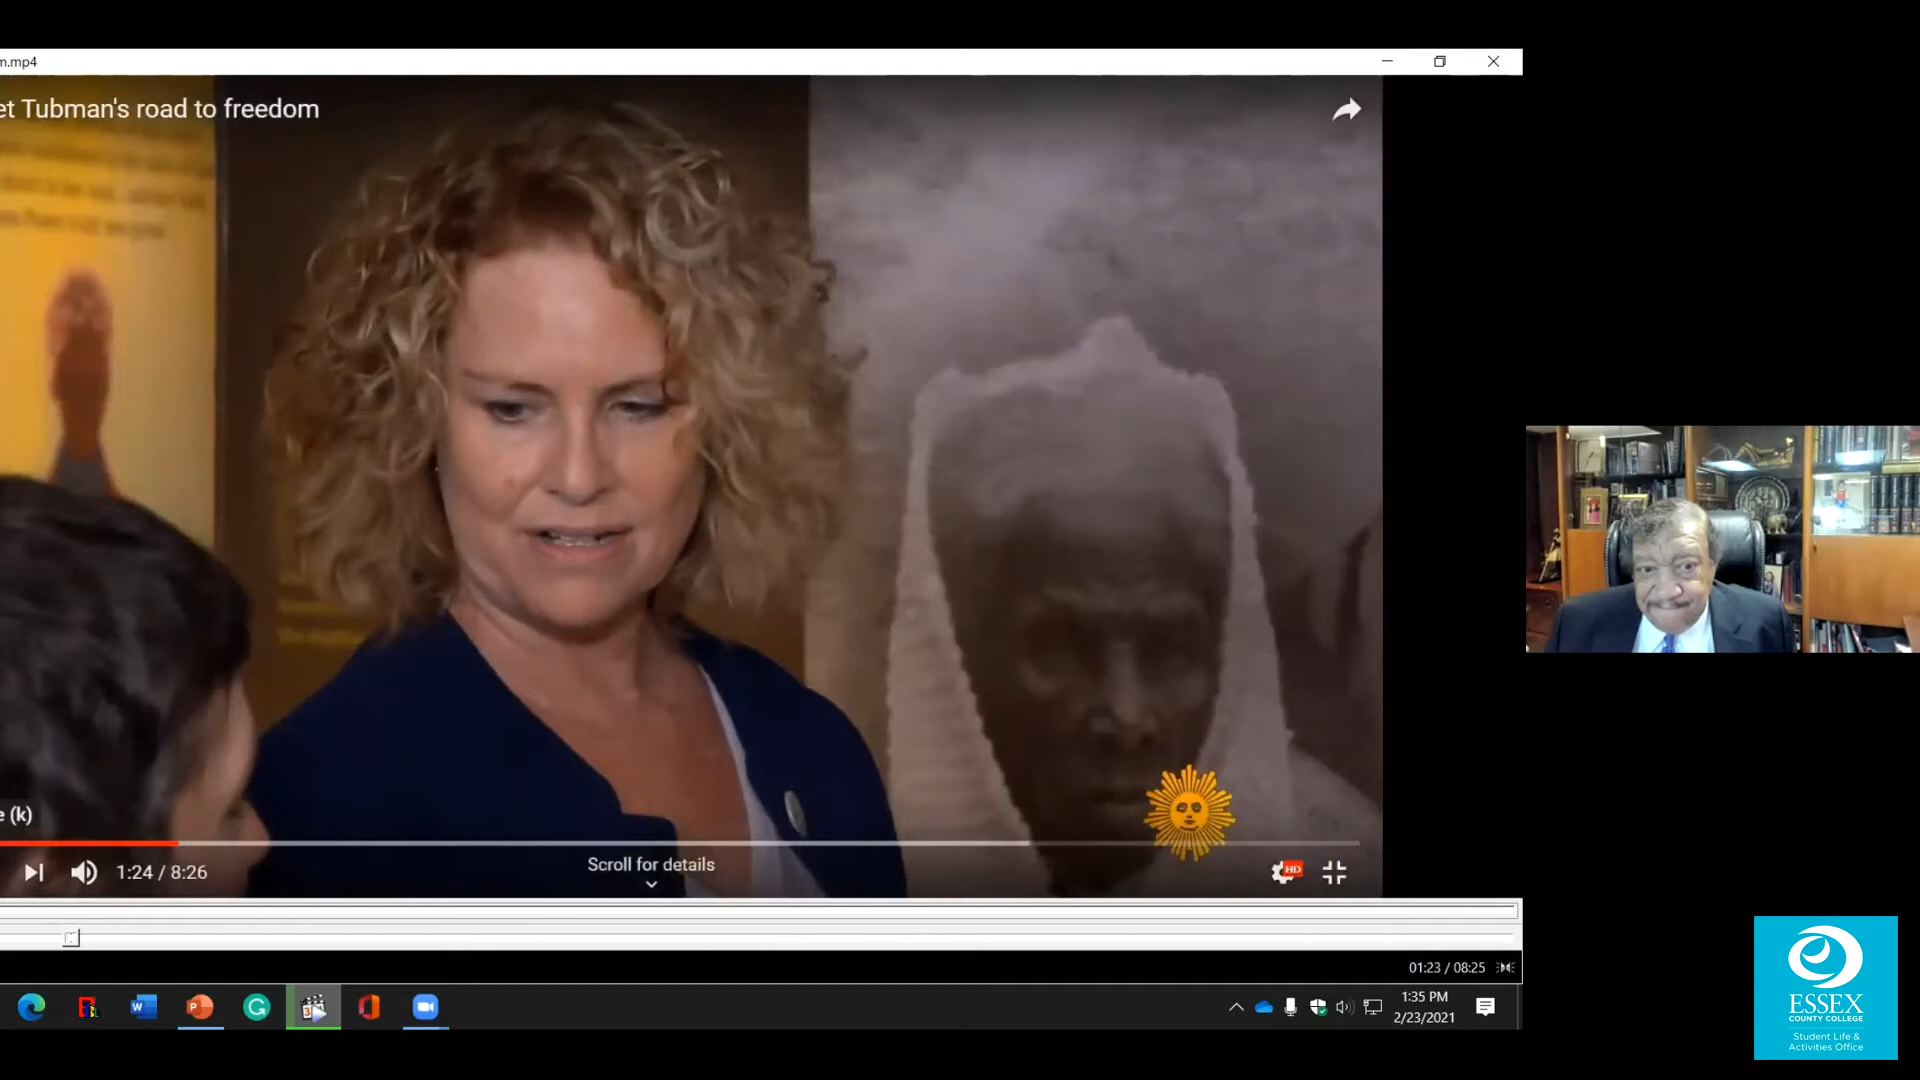 m.mp4
et Tubman's road to freedom
e (k)
1:24 / 8:26
Scroll for details
HD
01:23 / 08:25
1:35 PM
2/23/2021
ESSEX
COUNTY COLLEGE
Student Life &
Activities Office